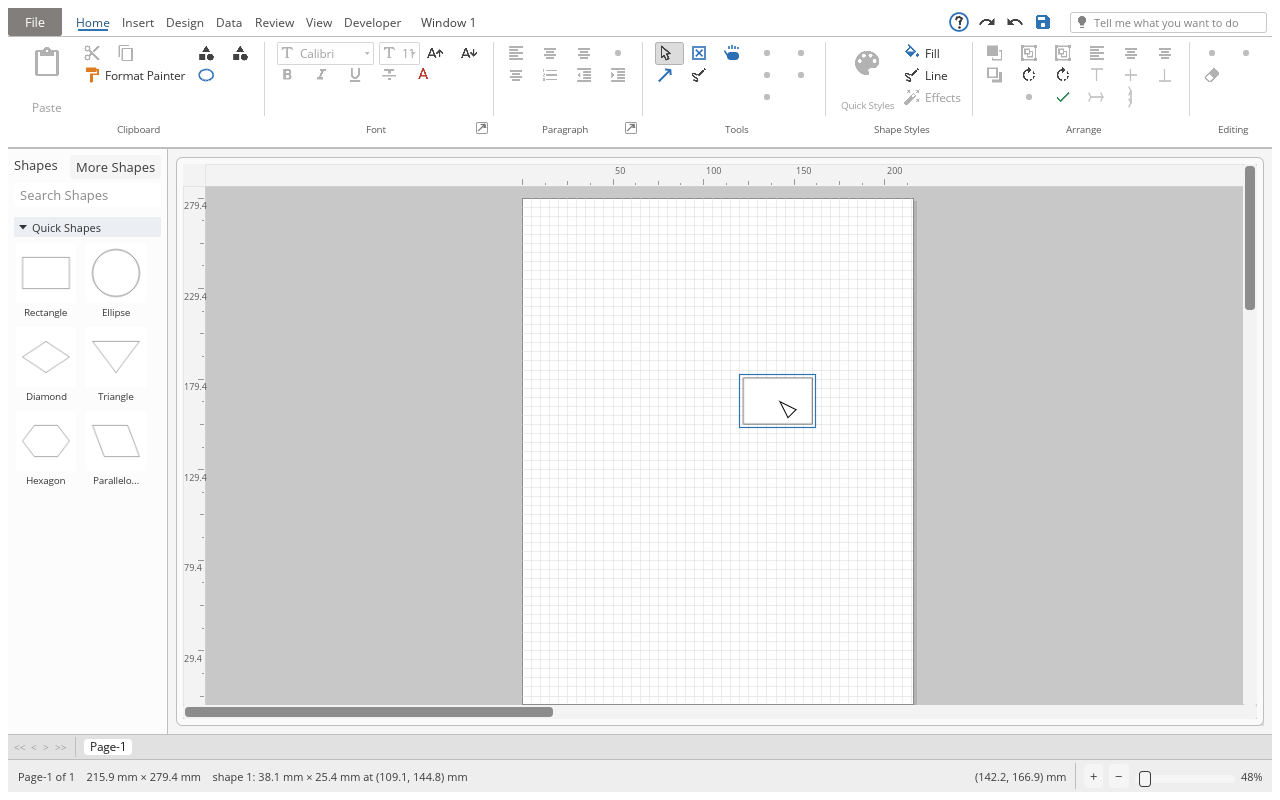 File Home Insert Design Data Review View Developer Window 1 Tell me what you want to do
Paste
Format Painter
Clipboard
Calibri
B I U A
Font
Paragraph
Tools
Quick Styles
Fill
Line
Effects
Shape Styles
Arrange
Editing
Shapes More Shapes
Search Shapes
Quick Shapes
Rectangle Ellipse
Diamond Triangle
Hexagon Parallelo...
50 100 150 200
279.4
229.4
179.4
129.4
79.4
29.4
<< < > >> Page-1
Page-1 of 1 215.9 mm × 279.4 mm shape 1: 38.1 mm × 25.4 mm at (109.1, 144.8) mm (142.2, 166.9) mm + − 48%